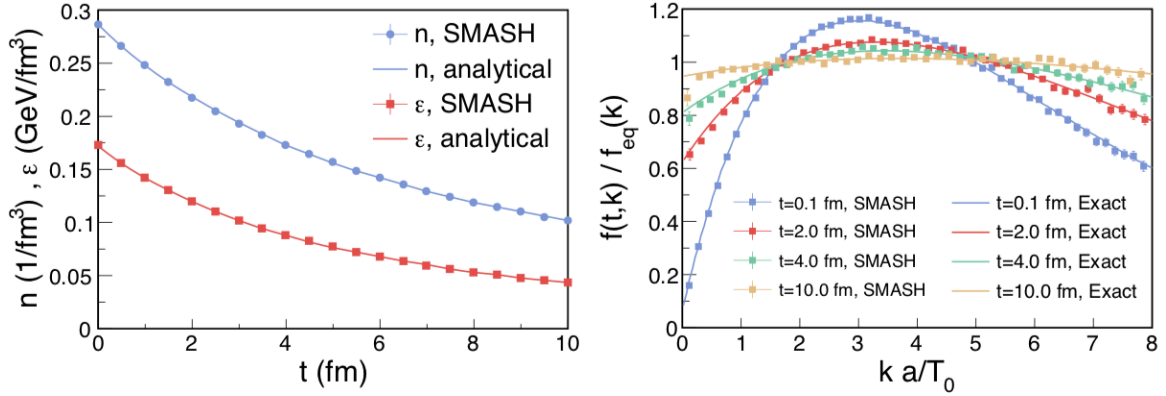 n (1/fm³) , ε (GeV/fm³)
0.3
0.25
0.2
0.15
0.1
0.05
0
n, SMASH
n, analytical
ε, SMASH
ε, analytical
0 2 4 6 8 10
t (fm)
f(t,k) / f_eq(k)
1.2
1
0.8
0.6
0.4
0.2
0
t=0.1 fm, SMASH t=0.1 fm, Exact
t=2.0 fm, SMASH t=2.0 fm, Exact
t=4.0 fm, SMASH t=4.0 fm, Exact
t=10.0 fm, SMASH t=10.0 fm, Exact
0 1 2 3 4 5 6 7 8
k a/T₀